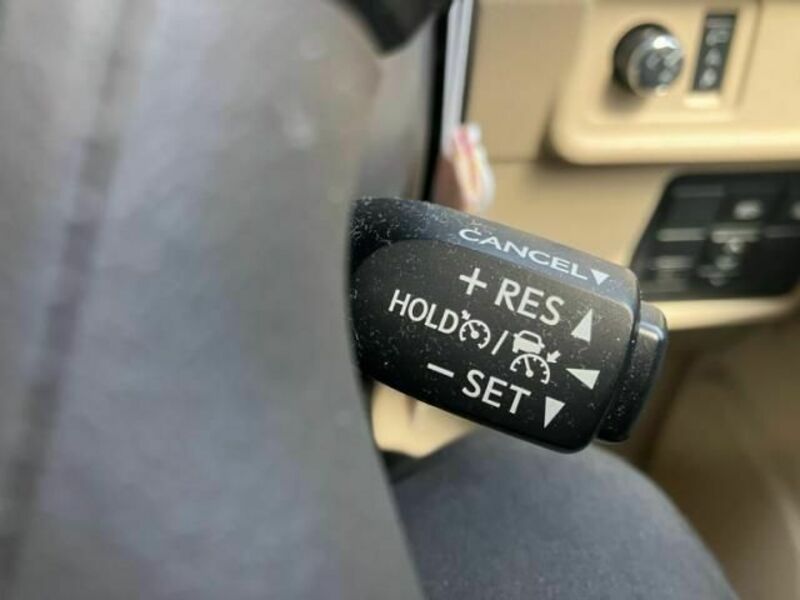 CANCEL▼
+ RES ▲
HOLD /
− SET ▼